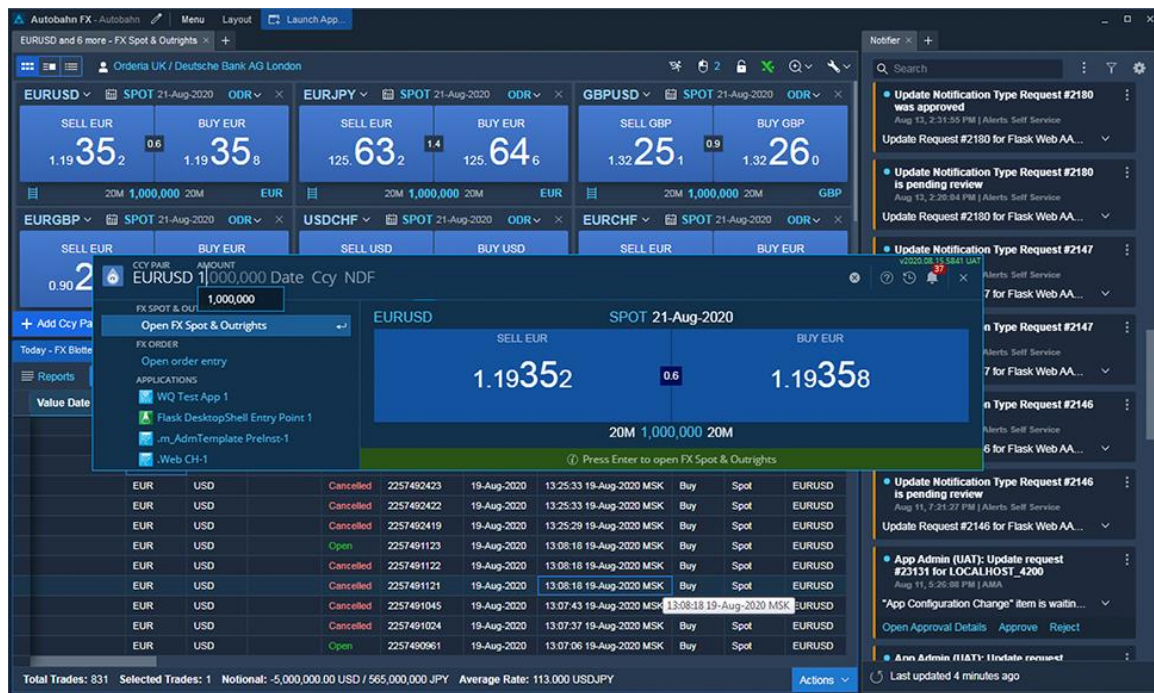 Autobahn FX - Autobahn Menu Layout Launch App...
EURUSD and 6 more - FX Spot & Outrights × +
Orderia UK / Deutsche Bank AG London 2
EURUSD SPOT 21-Aug-2020 ODR ×
SELL EUR BUY EUR
1.19 35 2 0.6 1.19 35 8
20M 1,000,000 20M EUR
EURJPY SPOT 21-Aug-2020 ODR ×
SELL EUR BUY EUR
125. 63 2 1.4 125. 64 6
20M 1,000,000 20M EUR
GBPUSD SPOT 21-Aug-2020 ODR ×
SELL GBP BUY GBP
1.32 25 1 0.9 1.32 26 0
20M 1,000,000 20M GBP
EURGBP SPOT 21-Aug-2020 ODR ×
SELL EUR BUY EUR
0.90 2
USDCHF SPOT 21-Aug-2020 ODR ×
SELL USD BUY USD
EURCHF SPOT 21-Aug-2020 ODR ×
SELL EUR BUY EUR
+ Add Ccy Pa
Today - FX Blotte
Reports
Value Date
CCY PAIR AMOUNT
EURUSD 1,000,000 Date Ccy NDF
1,000,000
v2020.08.15.5841 UAT
37
FX SPOT & OUT
Open FX Spot & Outrights
FX ORDER
Open order entry
APPLICATIONS
WQ Test App 1
Flask DesktopShell Entry Point 1
.m_AdmTemplate PreInst-1
.Web CH-1
EURUSD SPOT 21-Aug-2020
SELL EUR BUY EUR
1.19352 0.6 1.19358
20M 1,000,000 20M
Press Enter to open FX Spot & Outrights
EUR USD Cancelled 2257492423 19-Aug-2020 13:25:33 19-Aug-2020 MSK Buy Spot EURUSD
EUR USD Cancelled 2257492422 19-Aug-2020 13:25:33 19-Aug-2020 MSK Buy Spot EURUSD
EUR USD Cancelled 2257492419 19-Aug-2020 13:25:29 19-Aug-2020 MSK Buy Spot EURUSD
EUR USD Open 2257491123 19-Aug-2020 13:08:18 19-Aug-2020 MSK Buy Spot EURUSD
EUR USD Cancelled 2257491122 19-Aug-2020 13:08:18 19-Aug-2020 MSK Buy Spot EURUSD
EUR USD Cancelled 2257491121 19-Aug-2020 13:08:18 19-Aug-2020 MSK Buy Spot EURUSD
EUR USD Cancelled 2257491045 19-Aug-2020 13:07:43 19-Aug-2020 MSK 13:08:18 19-Aug-2020 MSK EURUSD
EUR USD Cancelled 2257491024 19-Aug-2020 13:07:37 19-Aug-2020 MSK Buy Spot EURUSD
EUR USD Open 2257490961 19-Aug-2020 13:07:06 19-Aug-2020 MSK Buy Spot EURUSD
Total Trades: 831 Selected Trades: 1 Notional: -5,000,000.00 USD / 565,000,000 JPY Average Rate: 113.000 USDJPY Actions
Notifier × +
Search
Update Notification Type Request #2180
was approved
Aug 13, 2:31:55 PM | Alerts Self Service
Update Request #2180 for Flask Web AA...
Update Notification Type Request #2180
is pending review
Aug 13, 2:20:04 PM | Alerts Self Service
Update Request #2180 for Flask Web AA...
Update Notification Type Request #2147
Alerts Self Service
7 for Flask Web AA...
n Type Request #2147
Alerts Self Service
7 for Flask Web AA...
n Type Request #2146
Alerts Self Service
6 for Flask Web AA...
Update Notification Type Request #2146
is pending review
Aug 11, 7:21:27 PM | Alerts Self Service
Update Request #2146 for Flask Web AA...
App Admin (UAT): Update request
#23131 for LOCALHOST_4200
Aug 11, 5:26:08 PM | AMA
"App Configuration Change" item is waitin...
Open Approval Details Approve Reject
App Admin (UAT): Update request
Last updated 4 minutes ago